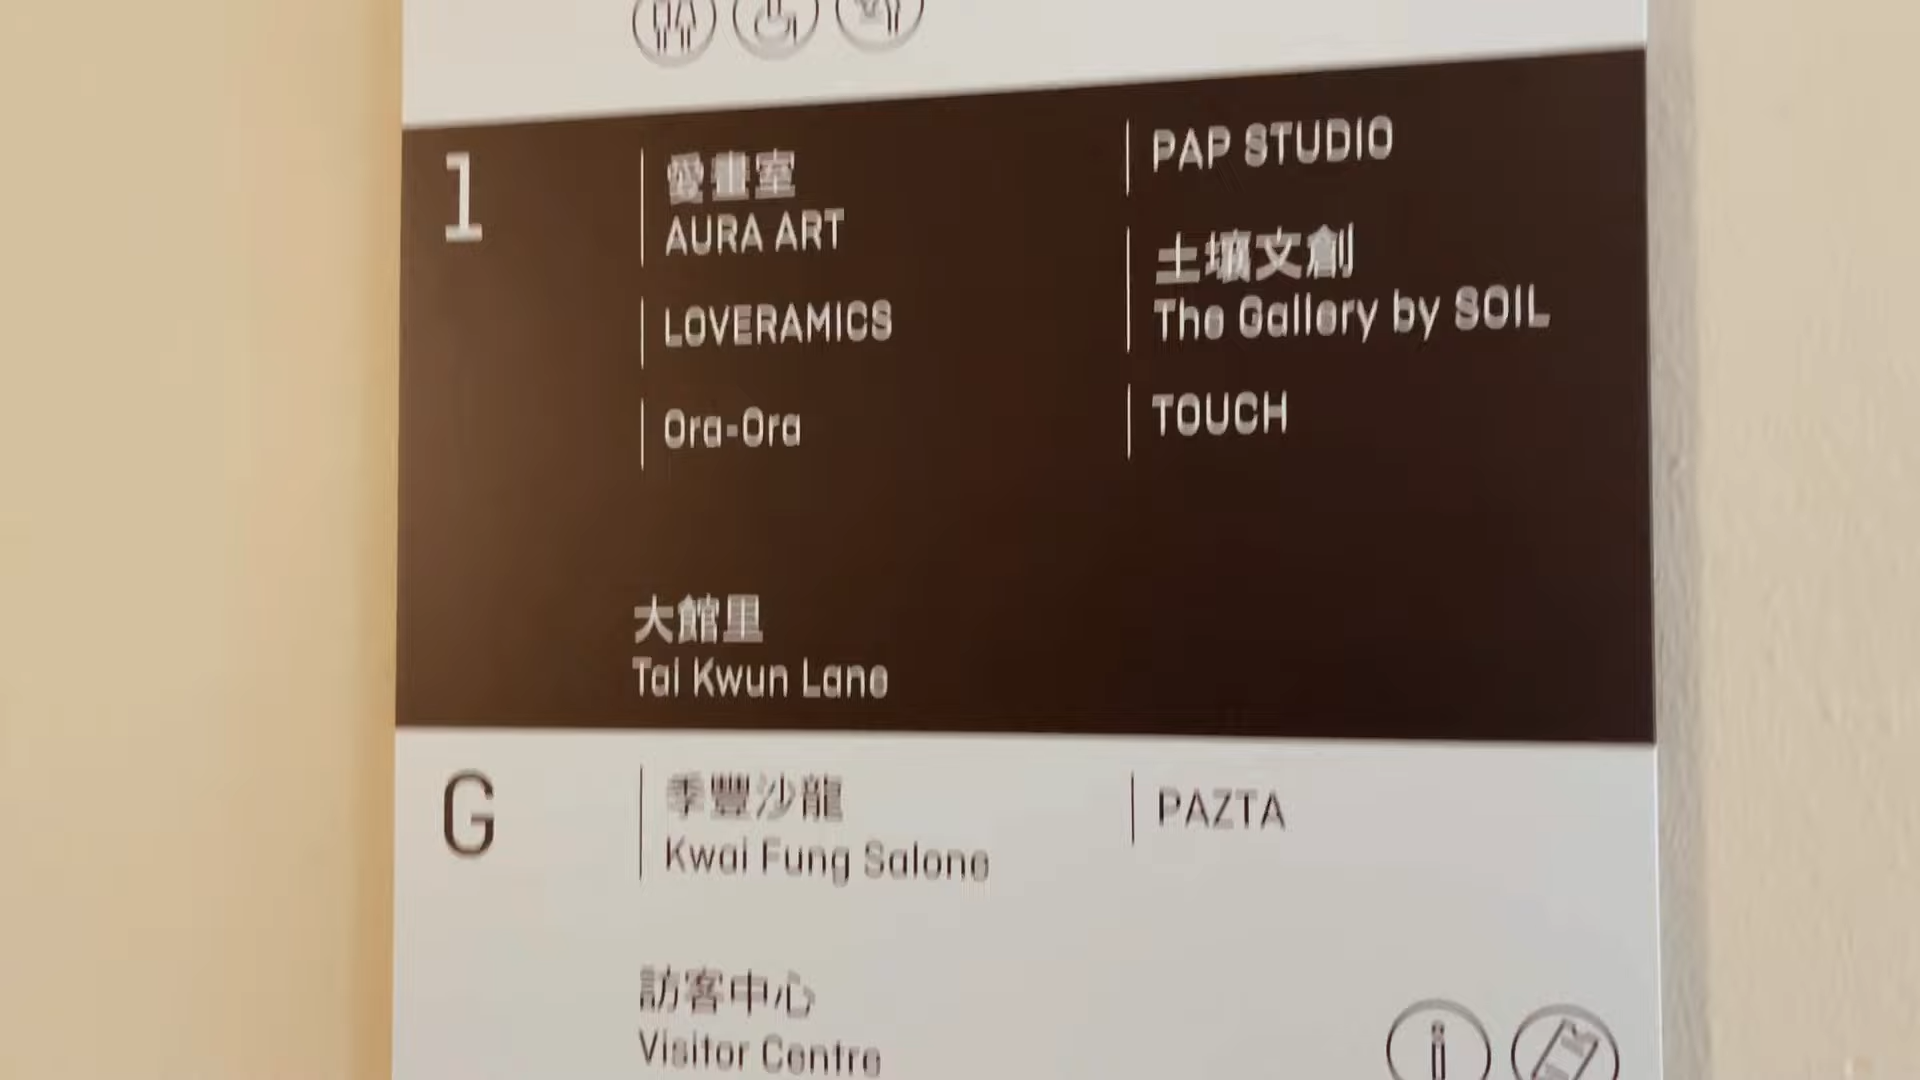 1
愛畫室
AURA ART
LOVERAMICS
Ora-Ora
PAP STUDIO
土壤文創
The Gallery by SOIL
TOUCH
大館里
Tai Kwun Lane
G
季豐沙龍
Kwai Fung Salone
PAZTA
訪客中心
Visitor Centre